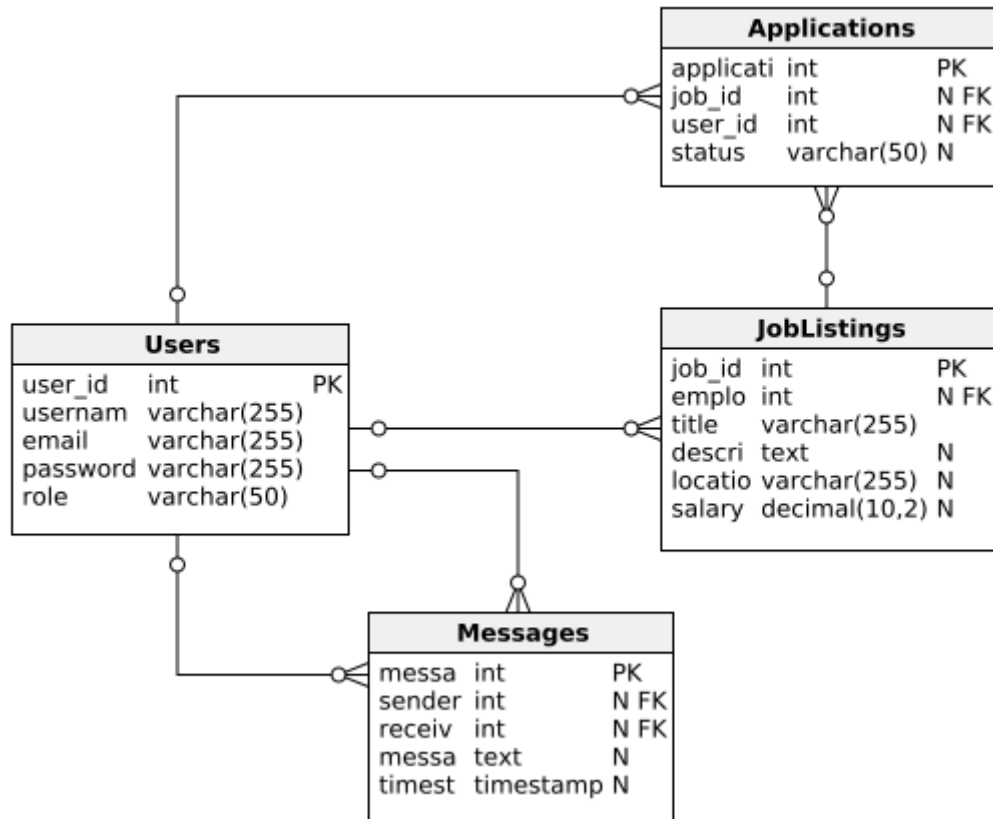 Applications
applicati int PK
job_id int N FK
user_id int N FK
status varchar(50) N
JobListings
job_id int PK
emplo int N FK
title varchar(255)
descri text N
locatio varchar(255) N
salary decimal(10,2) N
Users
user_id int PK
usernam varchar(255)
email varchar(255)
password varchar(255)
role varchar(50)
Messages
messa int PK
sender int N FK
receiv int N FK
messa text N
timest timestamp N